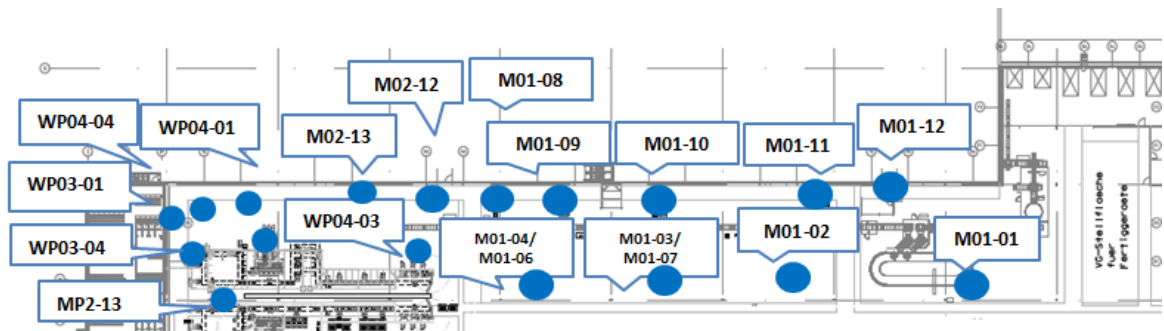 M02-12
M01-08
WP04-04
WP04-01
M02-13
M01-09
M01-10
M01-11
M01-12
WP03-01
WP04-03
WP03-04
M01-04/
M01-06
M01-03/
M01-07
M01-02
M01-01
MP2-13
VG-Stellflaeche
fuer
Fertiggeraete